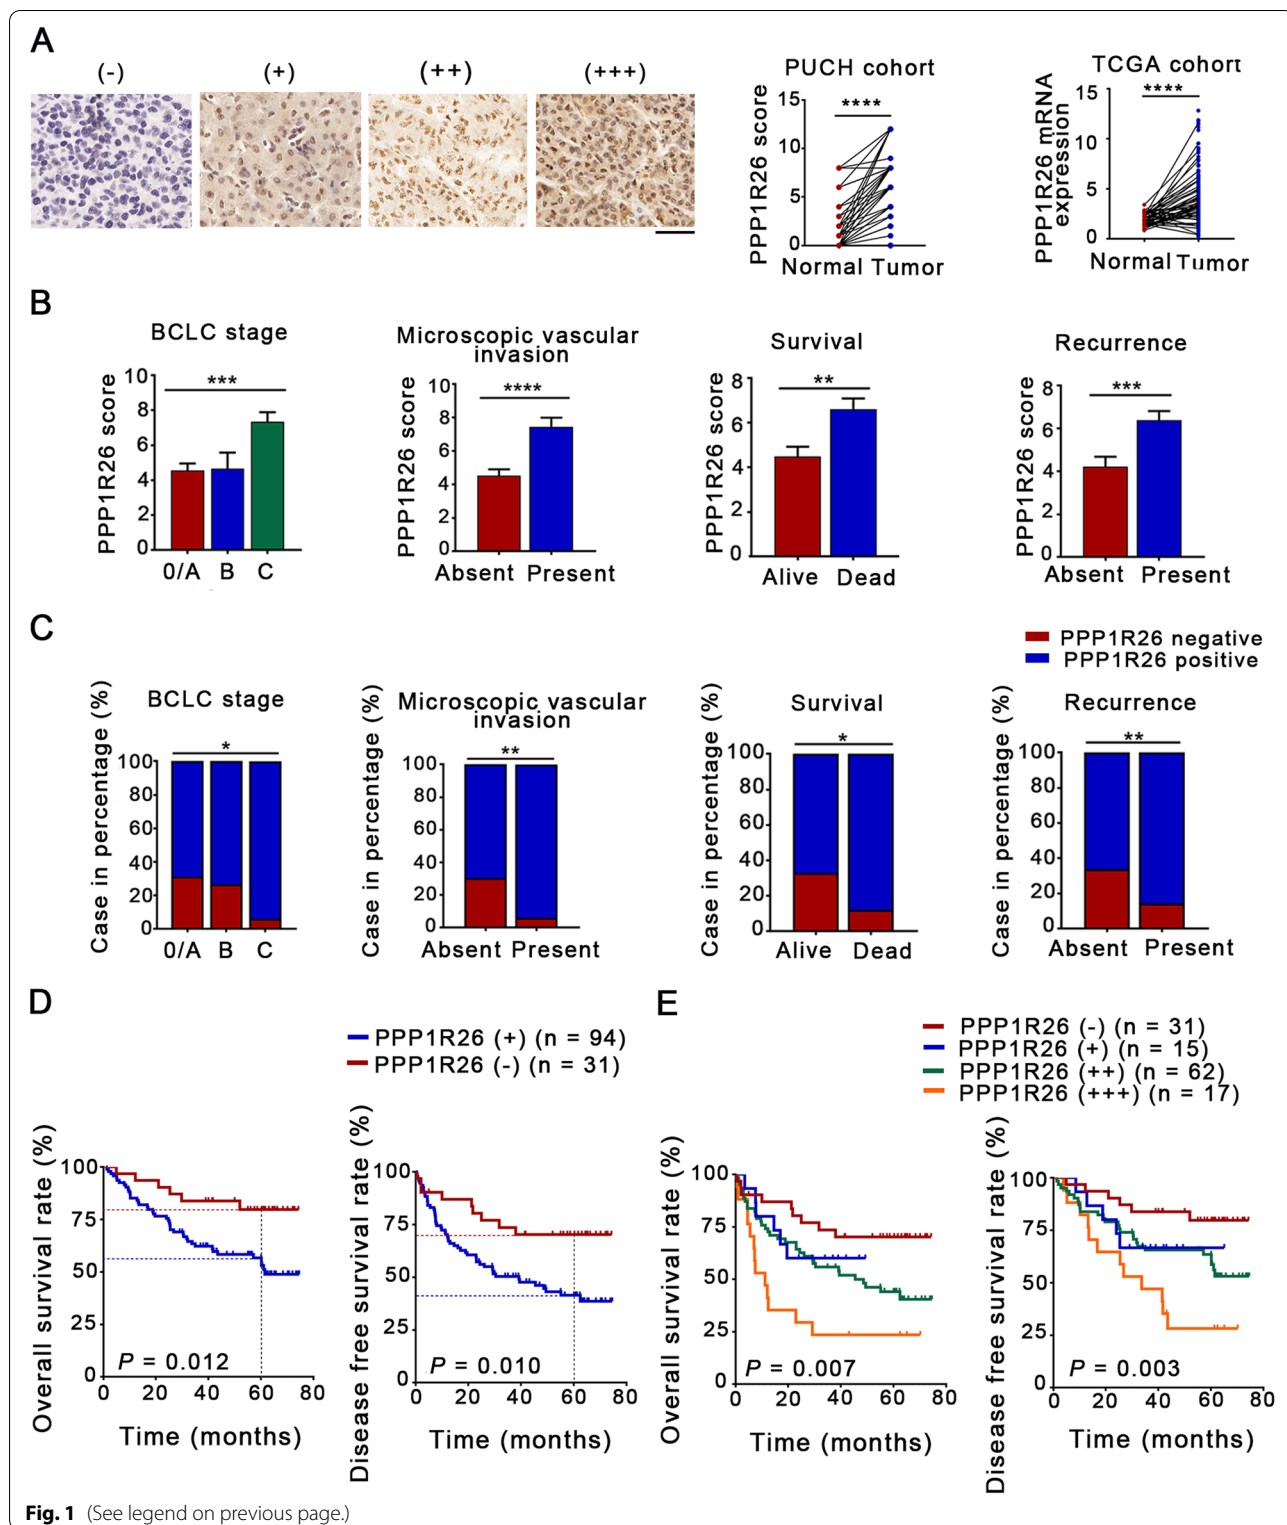 A
(-)
(+)
(++)
(+++)
PUCH cohort
PPP1R26 score
15
10
5
0
****
Normal Tumor
TCGA cohort
PPP1R26 mRNA
expression
15
10
5
0
****
Normal Tumor
B
BCLC stage
PPP1R26 score
10
8
6
4
2
0
***
0/A B C
Microscopic vascular
invasion
PPP1R26 score
10
8
6
4
2
0
****
Absent Present
Survival
PPP1R26 score
8
6
4
2
0
**
Alive Dead
Recurrence
PPP1R26 score
8
6
4
2
0
***
Absent Present
C
PPP1R26 negative
PPP1R26 positive
BCLC stage
Case in percentage (%)
100
80
60
40
20
0
*
0/A B C
Microscopic vascular
invasion
Case in percentage (%)
100
80
60
40
20
0
**
Absent Present
Survival
Case in percentage (%)
100
80
60
40
20
0
*
Alive Dead
Recurrence
Case in percentage (%)
100
80
60
40
20
0
**
Absent Present
D
PPP1R26 (+) (n = 94)
PPP1R26 (-) (n = 31)
Overall survival rate (%)
100
75
50
25
0
P = 0.012
0 20 40 60 80
Time (months)
Disease free survival rate (%)
100
75
50
25
0
P = 0.010
0 20 40 60 80
Time (months)
E
PPP1R26 (-) (n = 31)
PPP1R26 (+) (n = 15)
PPP1R26 (++) (n = 62)
PPP1R26 (+++) (n = 17)
Overall survival rate (%)
100
75
50
25
0
P = 0.007
0 20 40 60 80
Time (months)
Disease free survival rate (%)
100
75
50
25
0
P = 0.003
0 20 40 60 80
Time (months)
Fig. 1 (See legend on previous page.)